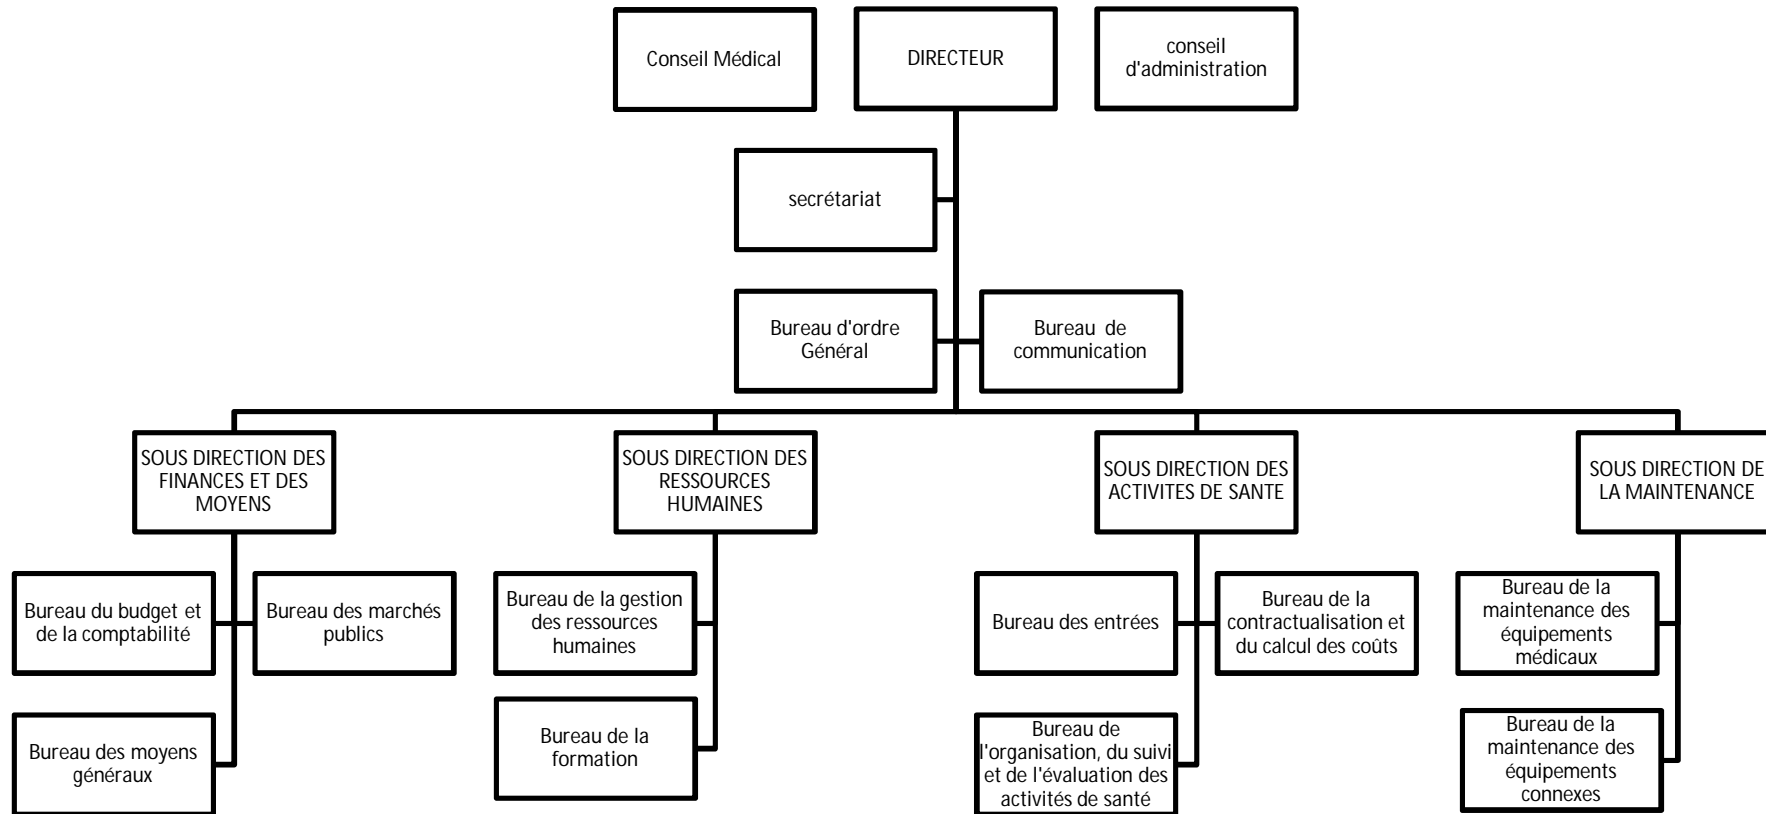 Conseil Médical
DIRECTEUR
conseil
d'administration
secrétariat
Bureau d'ordre
Général
Bureau de
communication
SOUS DIRECTION DES
FINANCES ET DES
MOYENS
SOUS DIRECTION DES
RESSOURCES
HUMAINES
SOUS DIRECTION DES
ACTIVITES DE SANTE
SOUS DIRECTION DE
LA MAINTENANCE
Bureau du budget et
de la comptabilité
Bureau des marchés
publics
Bureau de la gestion
des ressources
humaines
Bureau des entrées
Bureau de la
contractualisation et
du calcul des coûts
Bureau de la
maintenance des
équipements
médicaux
Bureau des moyens
généraux
Bureau de la
formation
Bureau de
l'organisation, du suivi
et de l'évaluation des
activités de santé
Bureau de la
maintenance des
équipements
connexes